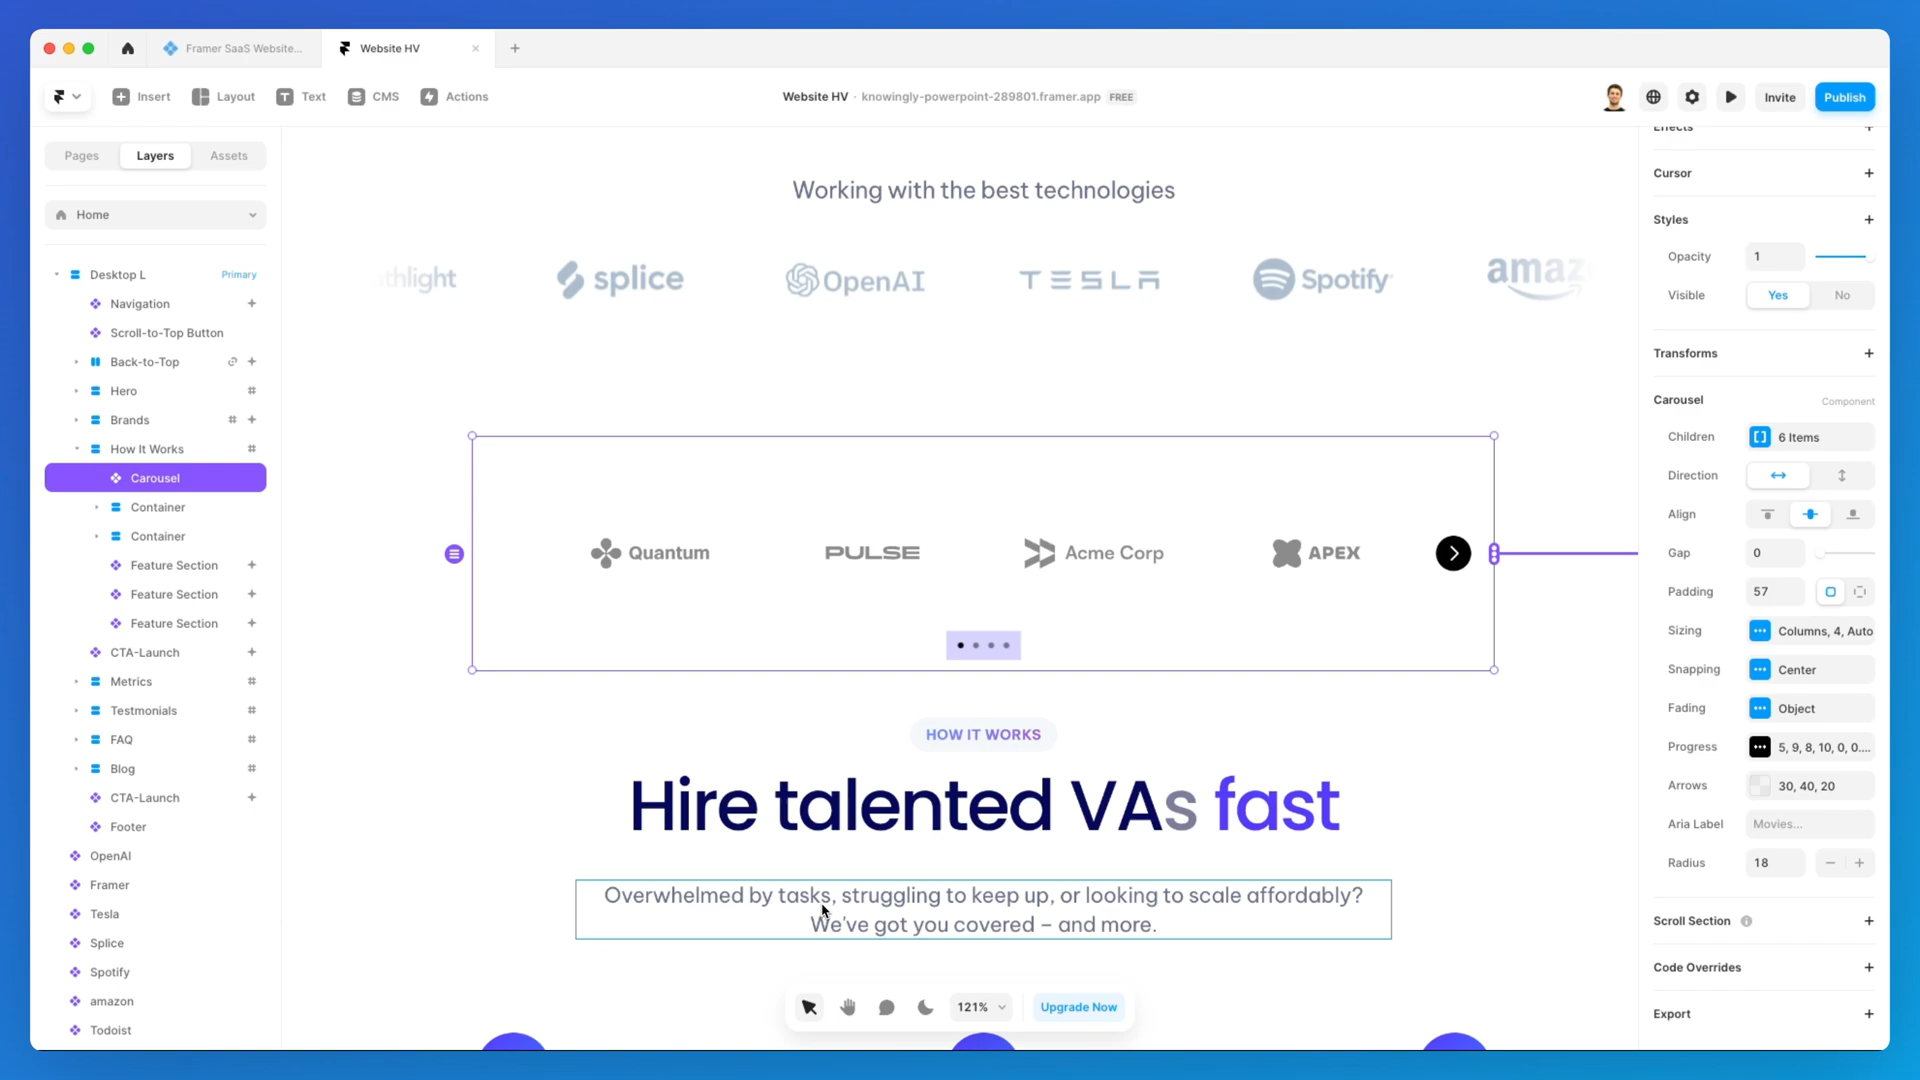 Framer SaaS Website...
Website HV
Insert
Layout
Text
CMS
Actions
Website HV · knowingly-powerpoint-289801.framer.app FREE
Invite
Publish
Pages
Layers
Assets
Home
Desktop L
Primary
Navigation
Scroll-to-Top Button
Back-to-Top
Hero
Brands
How It Works
Carousel
Container
Container
Feature Section
Feature Section
Feature Section
CTA-Launch
Metrics
Testmonials
FAQ
Blog
CTA-Launch
Footer
OpenAI
Framer
Tesla
Splice
Spotify
amazon
Todoist
Working with the best technologies
thlight
splice
OpenAI
TESLA
Spotify
amaz
Quantum
PULSE
Acme Corp
APEX
HOW IT WORKS
Hire talented VAs fast
Overwhelmed by tasks, struggling to keep up, or looking to scale affordably?
We've got you covered – and more.
121%
Upgrade Now
Effects
Cursor
Styles
Opacity
1
Visible
Yes
No
Transforms
Carousel
Component
Children
6 Items
Direction
Align
Gap
0
Padding
57
Sizing
Columns, 4, Auto
Snapping
Center
Fading
Object
Progress
5, 9, 8, 10, 0, 0....
Arrows
30, 40, 20
Aria Label
Movies...
Radius
18
Scroll Section
Code Overrides
Export